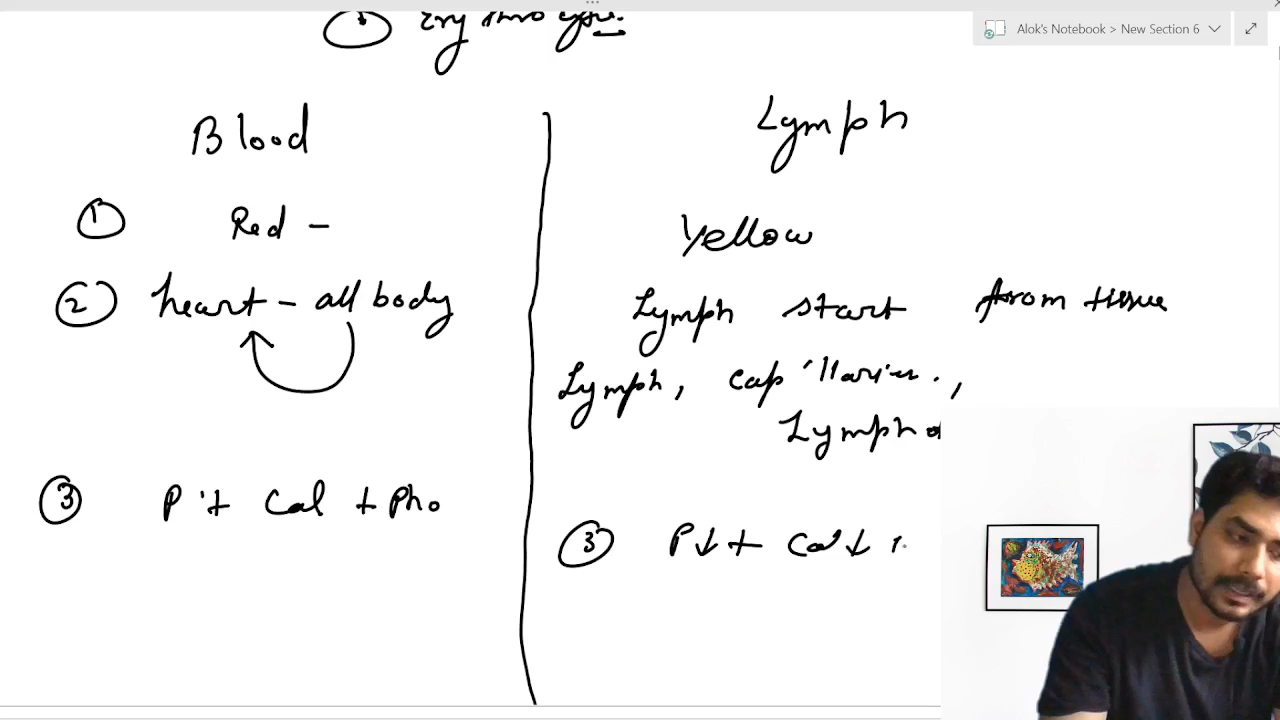 Alok's Notebook > New Section 6
Blood
Lymph
① Red -
Yellow
② heart - all body
Lymph start from tissue
Lymph, capillaries.,
Lympho
③ P + Cal + Pho
③ P↓ + Cal↓